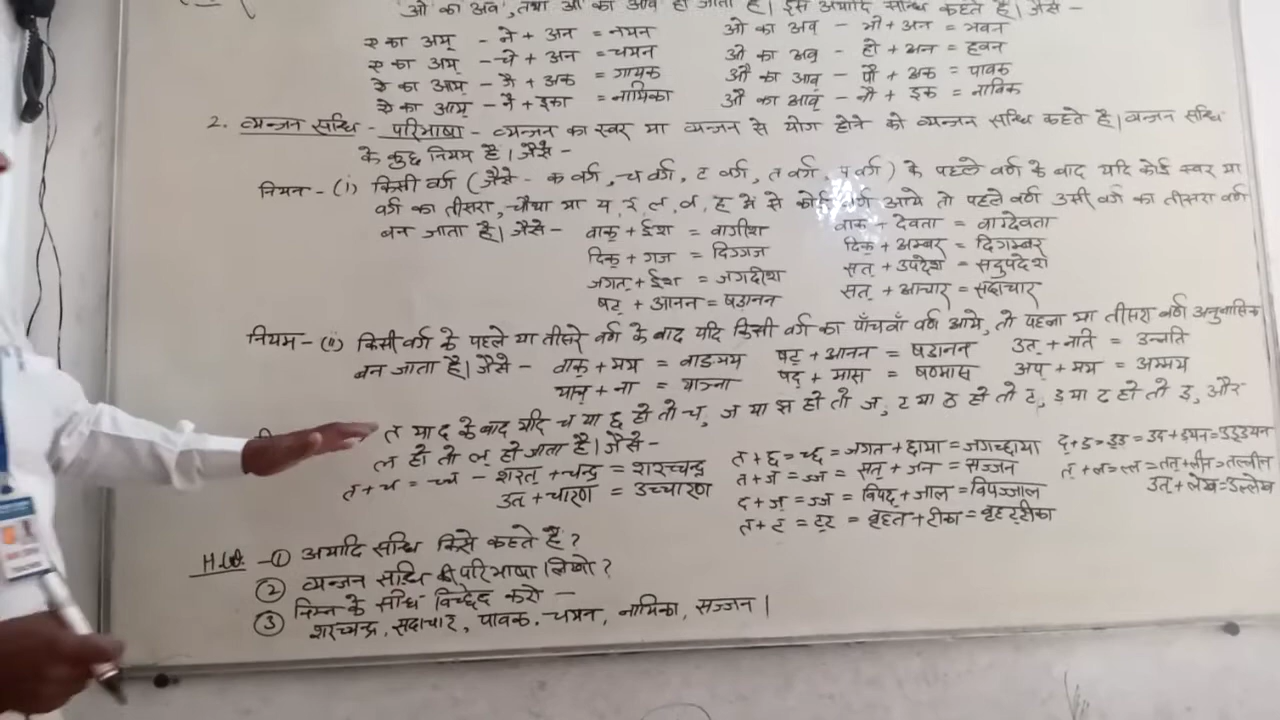 ओ का अव्, तथा औ का आव् हो जाता है। इसे अयादि सन्धि कहते हैं। जैसे –
ए का अय् – ने + अन = नयन    ओ का अव् – भो + अन = भवन
ए का अय् – चे + अन = चयन    ओ का अव् – हो + अन = हवन
ऐ का आय् – गै + अक = गायक    औ का आव् – पौ + अक = पावक
ऐ का आय् – नै + इका = नायिका    औ का आव् – नौ + इक = नाविक
2. व्यन्जन सन्धि – परिभाषा – व्यन्जन का स्वर या व्यन्जन से योग होने को व्यन्जन सन्धि कहते है। व्यन्जन सन्धि
के कुछ नियम है। जैसे –
नियम – (i) किसी वर्ग (जैसे – क वर्ग, च वर्ग, ट वर्ग, त वर्ग, प वर्ग) के पहले वर्ण के बाद यदि कोई स्वर या
वर्ग का तीसरा, चौथा या य, र, ल, व, ह में से कोई वर्ण आये तो पहले वर्ण उसी वर्ग का तीसरा वर्ण
बन जाता है। जैसे – वाक् + ईश = वागीश    वाक् + देवता = वाग्देवता
दिक् + गज = दिग्गज    दिक् + अम्बर = दिगम्बर
जगत् + ईश = जगदीश    सत् + उपदेश = सदुपदेश
षट् + आनन = षडानन    सत् + आचार = सदाचार
नियम – (ii) किसी वर्ग के पहले या तीसरे वर्ण के बाद यदि किसी वर्ग का पाँचवाँ वर्ण आये, तो पहला या तीसरा वर्ण अनुनासिक
बन जाता है। जैसे – वाक् + मय = वाङमय    षट् + आनन = षडानन    उत् + नति = उन्नति
याच् + ना = याञ्ना    षद् + मास = षण्मास    अप् + मय = अम्मय
त या द के बाद यदि च या छ हो तो च, ज या झ हो तो ज, ट या ठ हो तो ट, ड या ढ हो तो ड, और
ल हो तो ल् हो जाता है। जैसे –
त + च = च्च – शरत् + चन्द्र = शरच्चन्द्र    त + छ = च्छ = जगत + छाया = जगच्छाया    द् + ड = ड्ड = उद + डयन = उड्डयन
उत् + चारण = उच्चारण    त + ज = ज्ज = सत् + जन = सज्जन    त् + ल = ल्ल = तत् + लीन = तल्लीन
द + ज् = ज्ज = विपद् + जाल = विपज्जाल    उत् + लेख = उल्लेख
त + ट = ट्ट = बृहत + टीका = बृहट्टीका
H.W. – ① अयादि सन्धि किसे कहते हैं?
② व्यन्जन सन्धि की परिभाषा लिखो?
③ निम्न के सन्धि विच्छेद करो –
शरच्चन्द्र, सदाचार, पावक, चयन, नायिका, सज्जन।